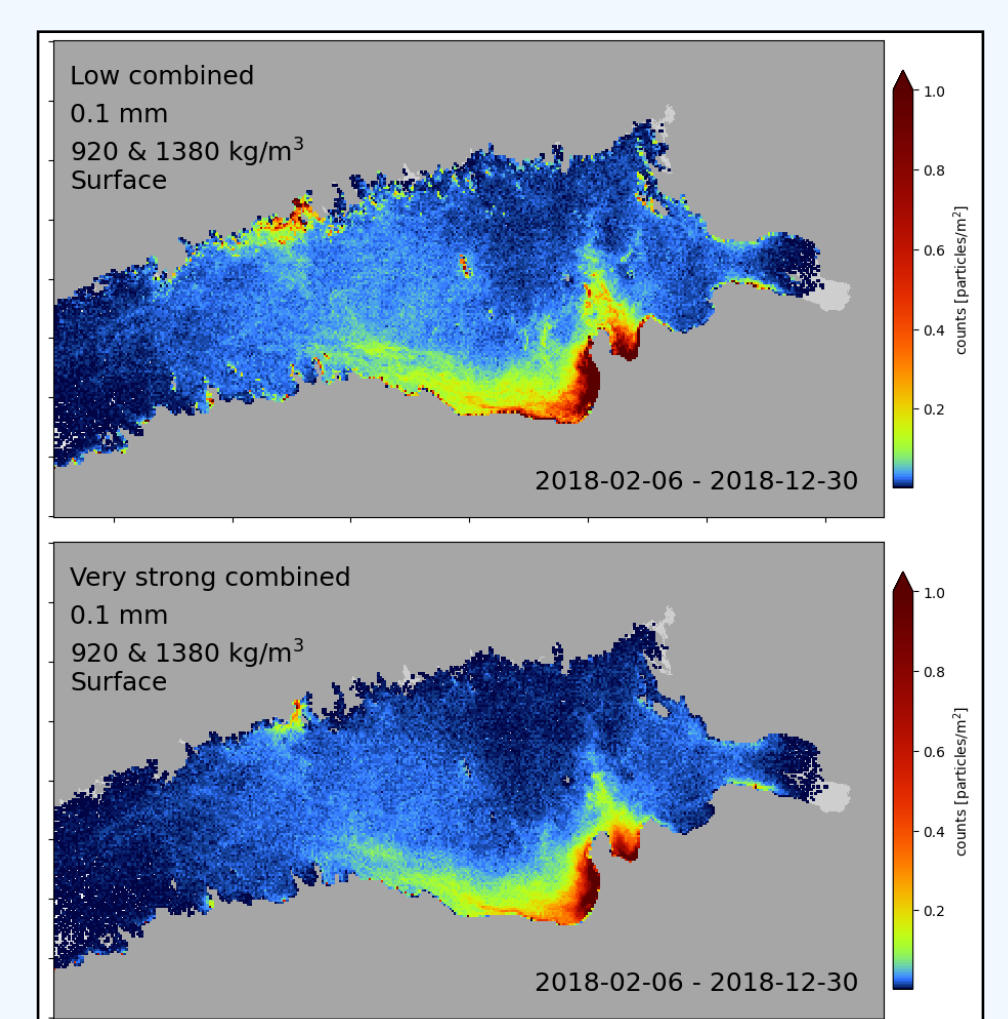 Low combined
0.1 mm
920 & 1380 kg/m³
Surface
2018-02-06 - 2018-12-30
1.0
0.8
0.6
0.4
0.2
counts [particles/m²]
Very strong combined
0.1 mm
920 & 1380 kg/m³
Surface
2018-02-06 - 2018-12-30
1.0
0.8
0.6
0.4
0.2
counts [particles/m²]